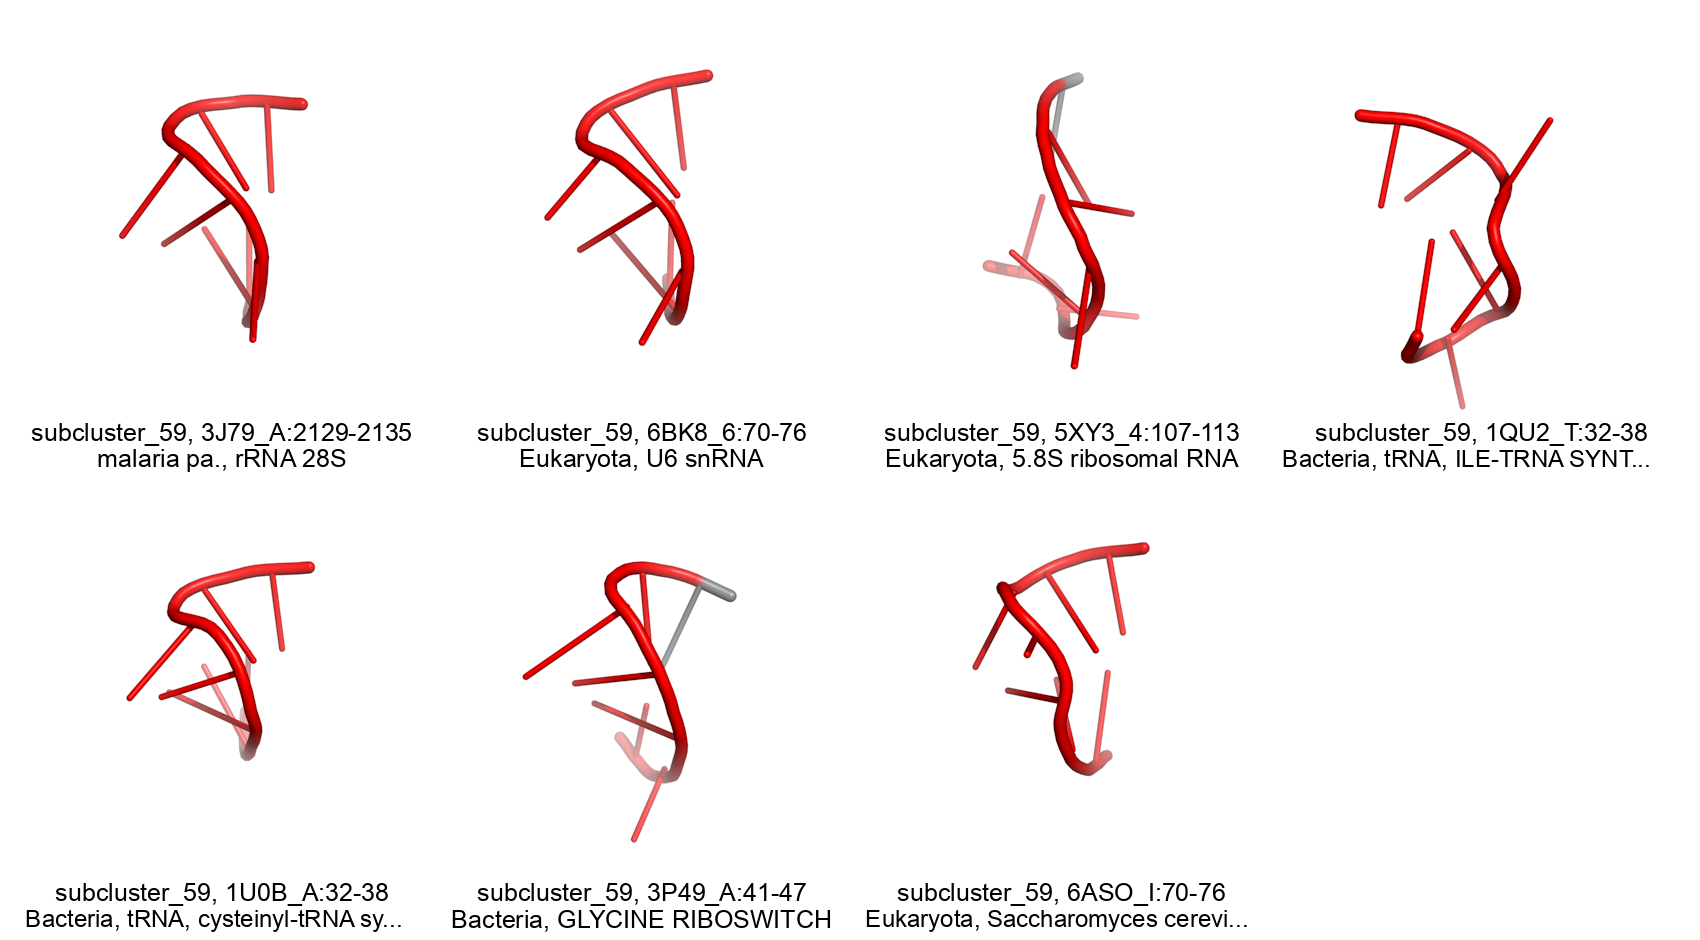 subcluster_59, 3J79_A:2129-2135
malaria pa., rRNA 28S
subcluster_59, 6BK8_6:70-76
Eukaryota, U6 snRNA
subcluster_59, 5XY3_4:107-113
Eukaryota, 5.8S ribosomal RNA
subcluster_59, 1QU2_T:32-38
Bacteria, tRNA, ILE-TRNA SYNT...
subcluster_59, 1U0B_A:32-38
Bacteria, tRNA, cysteinyl-tRNA sy...
subcluster_59, 3P49_A:41-47
Bacteria, GLYCINE RIBOSWITCH
subcluster_59, 6ASO_I:70-76
Eukaryota, Saccharomyces cerevi...